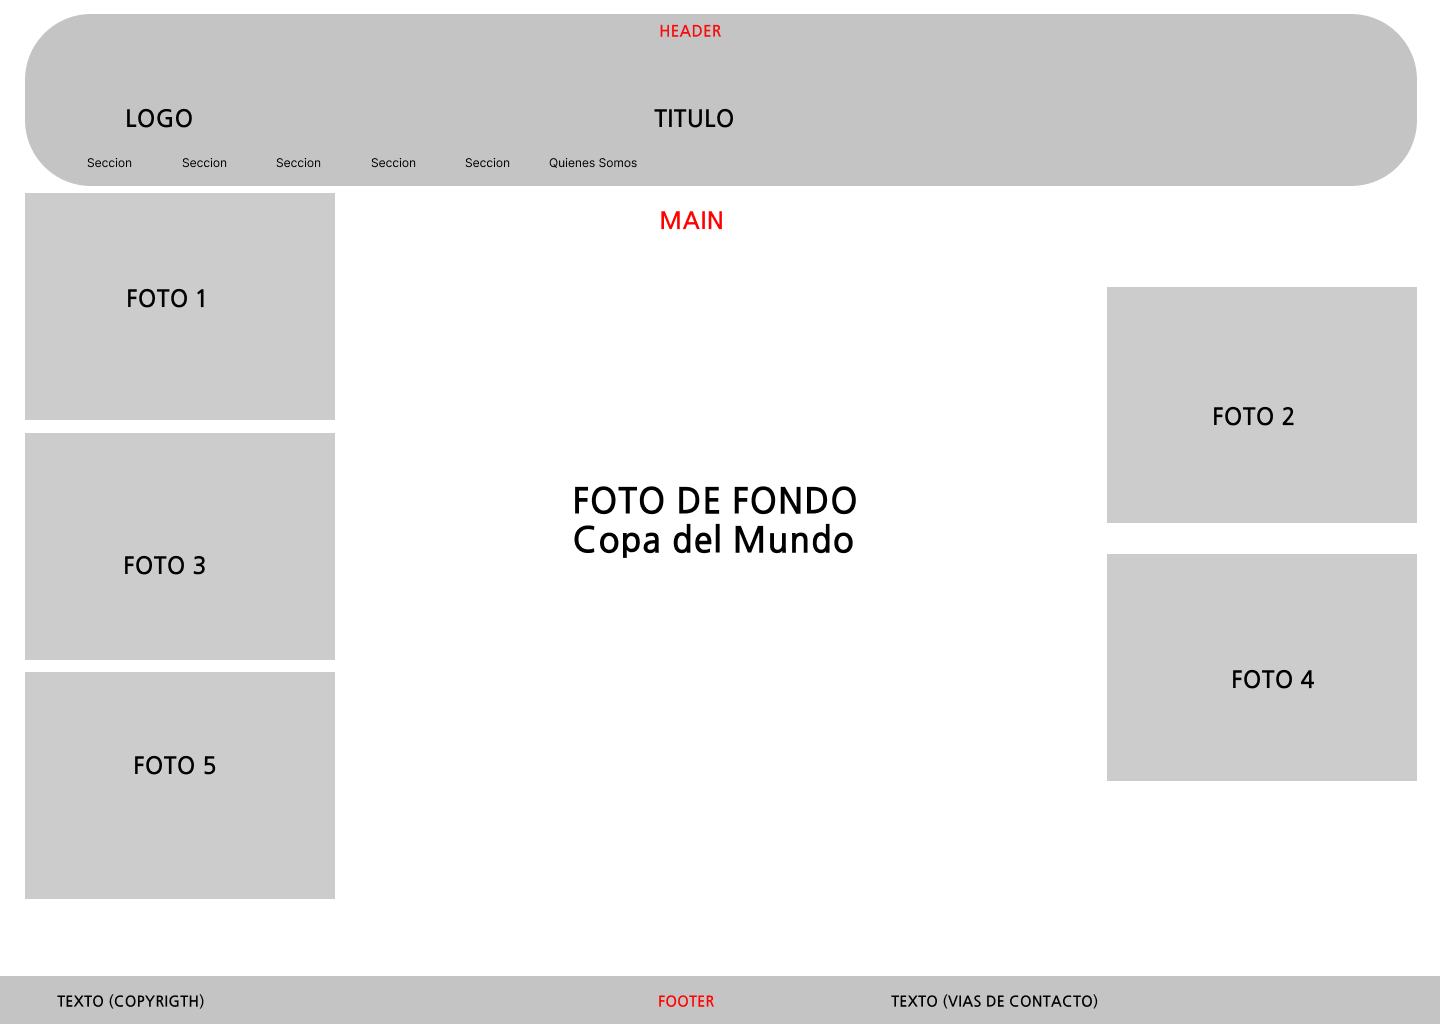 HEADER
LOGO
TITULO
Seccion
Seccion
Seccion
Seccion
Seccion
Quienes Somos
MAIN
FOTO 1
FOTO 2
FOTO DE FONDO
Copa del Mundo
FOTO 3
FOTO 4
FOTO 5
TEXTO (COPYRIGTH)
FOOTER
TEXTO (VIAS DE CONTACTO)